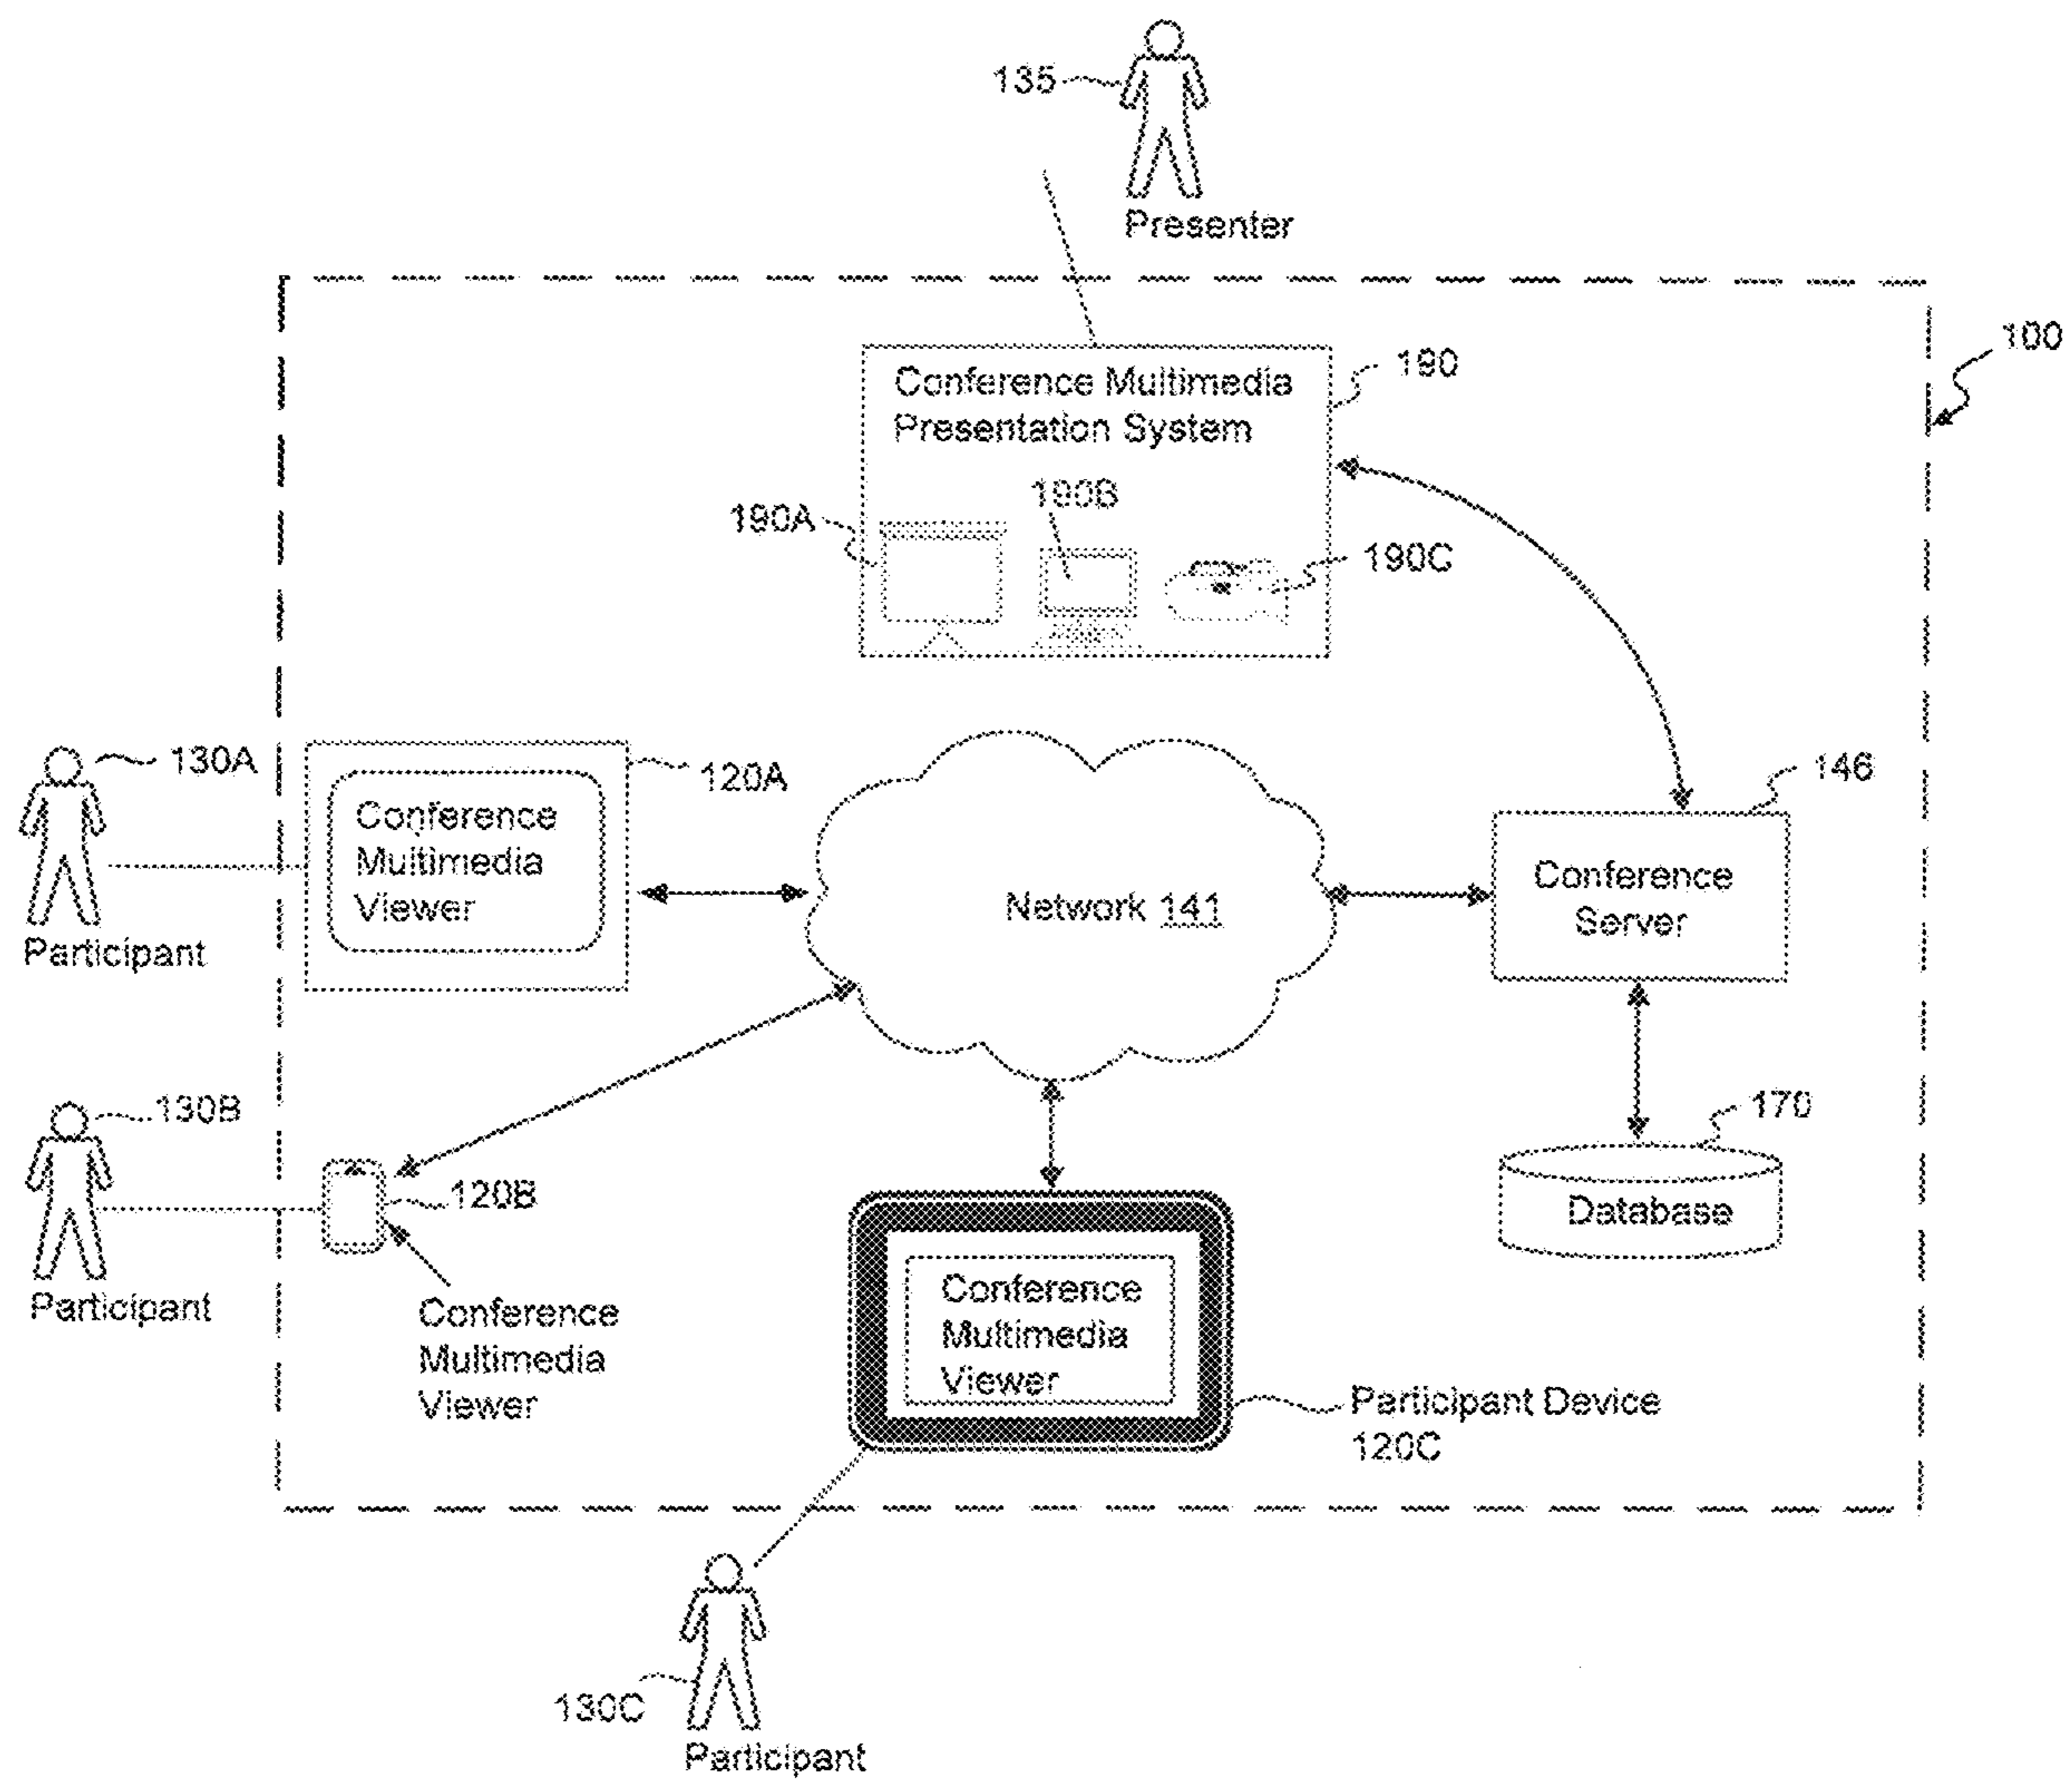 135
Presenter
100
Conference Multimedia
Presentation System
190
190A
190B
190C
130A
Participant
120A
Conference
Multimedia
Viewer
Network 141
146
Conference
Server
130B
Participant
120B
Conference
Multimedia
Viewer
170
Database
Conference
Multimedia
Viewer
Participant Device
120C
130C
Participant